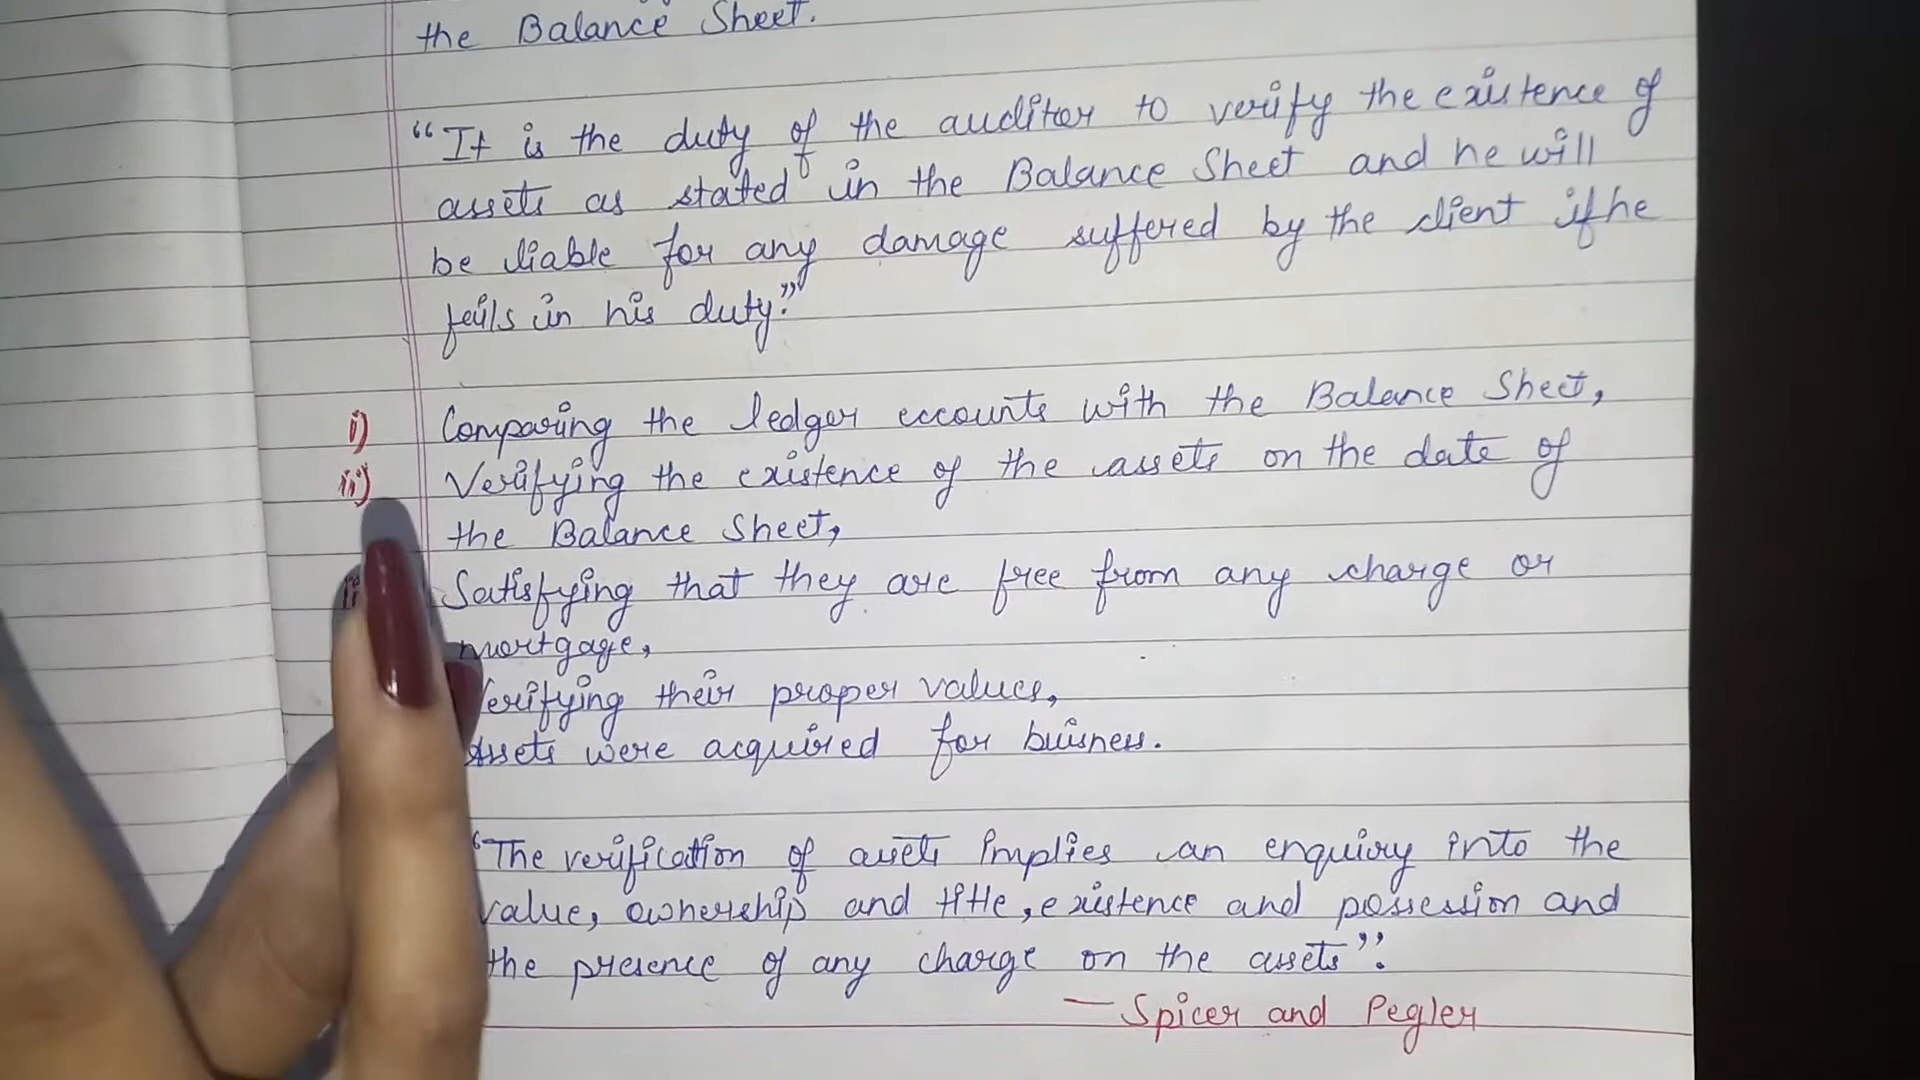 the Balance Sheet.
"It is the duty of the auditor to verify the existence of
assets as stated in the Balance Sheet and he will
be liable for any damage suffered by the client if he
fails in his duty."
i) Comparing the ledger accounts with the Balance Sheet,
ii) Verifying the existence of the assets on the date of
the Balance Sheet,
Satisfying that they are free from any charge or
mortgage,
Verifying their proper values,
Assets were acquired for buisness.
"The verification of assets implies an enquiry into the
value, ownership and title, existence and possession and
the presence of any charge on the assets".
— Spicer and Pegler